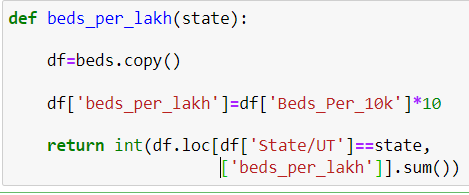 def beds_per_lakh(state):
df=beds.copy()
df['beds_per_lakh']=df['Beds_Per_10k']*10
return int(df.loc[df['State/UT']==state,
['beds_per_lakh']].sum())